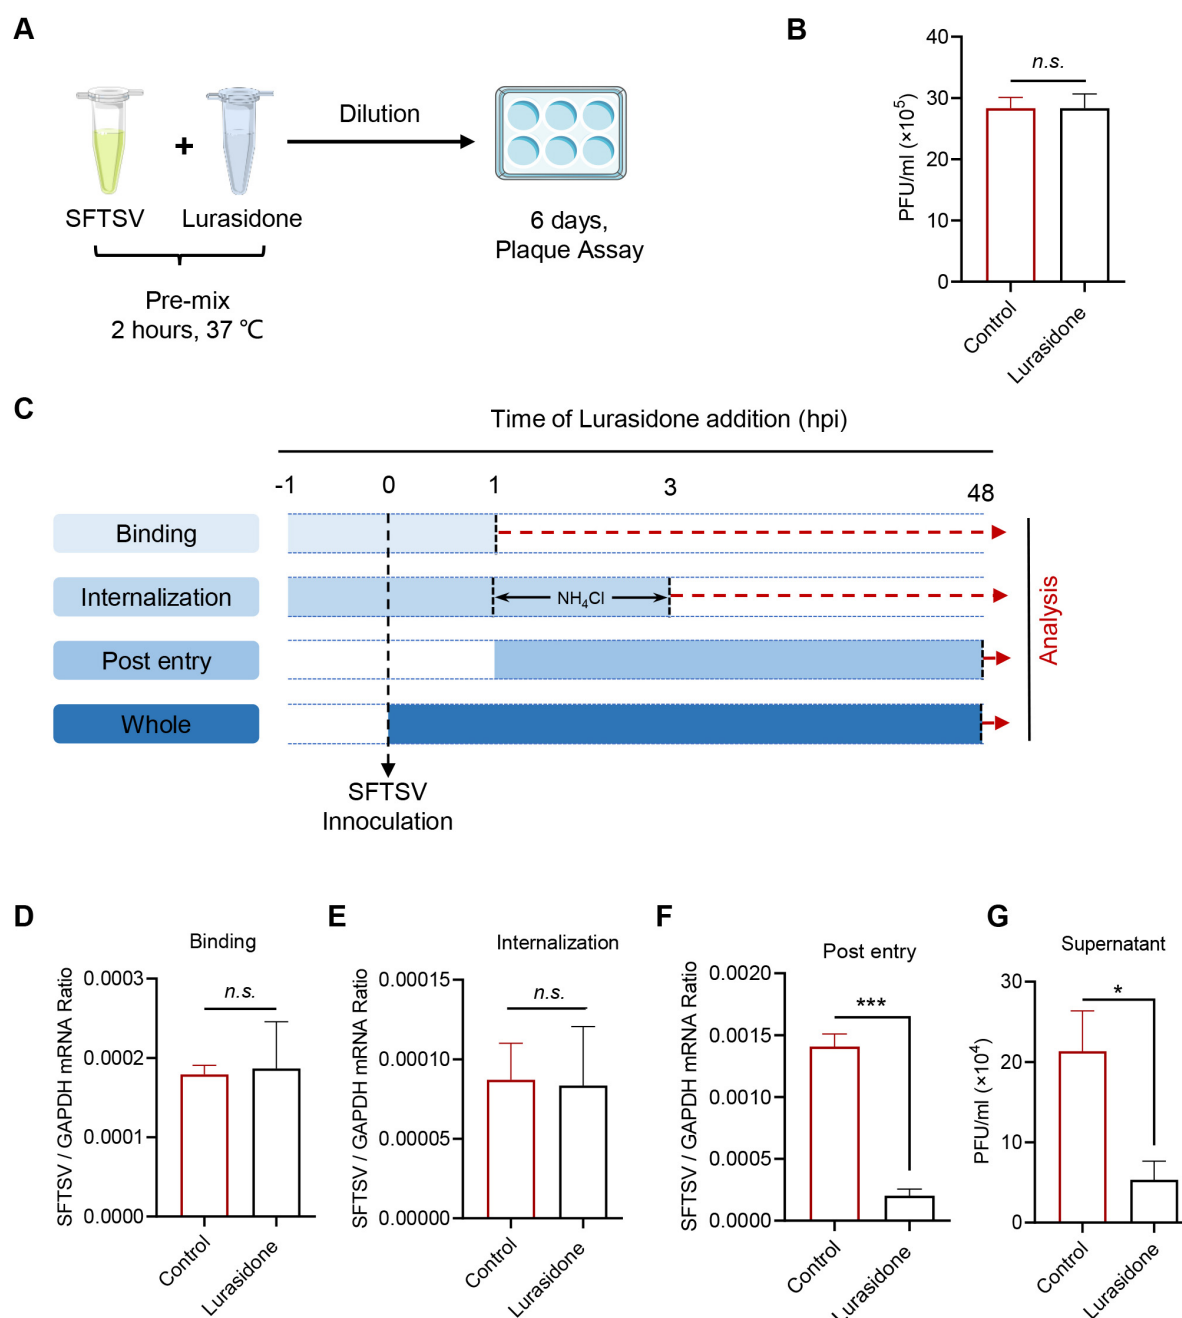 A
SFTSV
+
Lurasidone
Dilution
Pre-mix
2 hours, 37 ℃
6 days,
Plaque Assay
B
PFU/ml (×10⁵)
40
30
20
10
0
n.s.
Control
Lurasidone
C
Time of Lurasidone addition (hpi)
-1 0 1 3 48
Binding
Internalization
NH₄Cl
Post entry
Whole
Analysis
SFTSV
Innoculation
D
Binding
SFTSV / GAPDH mRNA Ratio
0.0003
0.0002
0.0001
0.0000
n.s.
Control
Lurasidone
E
Internalization
SFTSV / GAPDH mRNA Ratio
0.00015
0.00010
0.00005
0.00000
n.s.
Control
Lurasidone
F
Post entry
SFTSV / GAPDH mRNA Ratio
0.0020
0.0015
0.0010
0.0005
0.0000
***
Control
Lurasidone
G
Supernatant
PFU/ml (×10⁴)
30
20
10
0
*
Control
Lurasidone